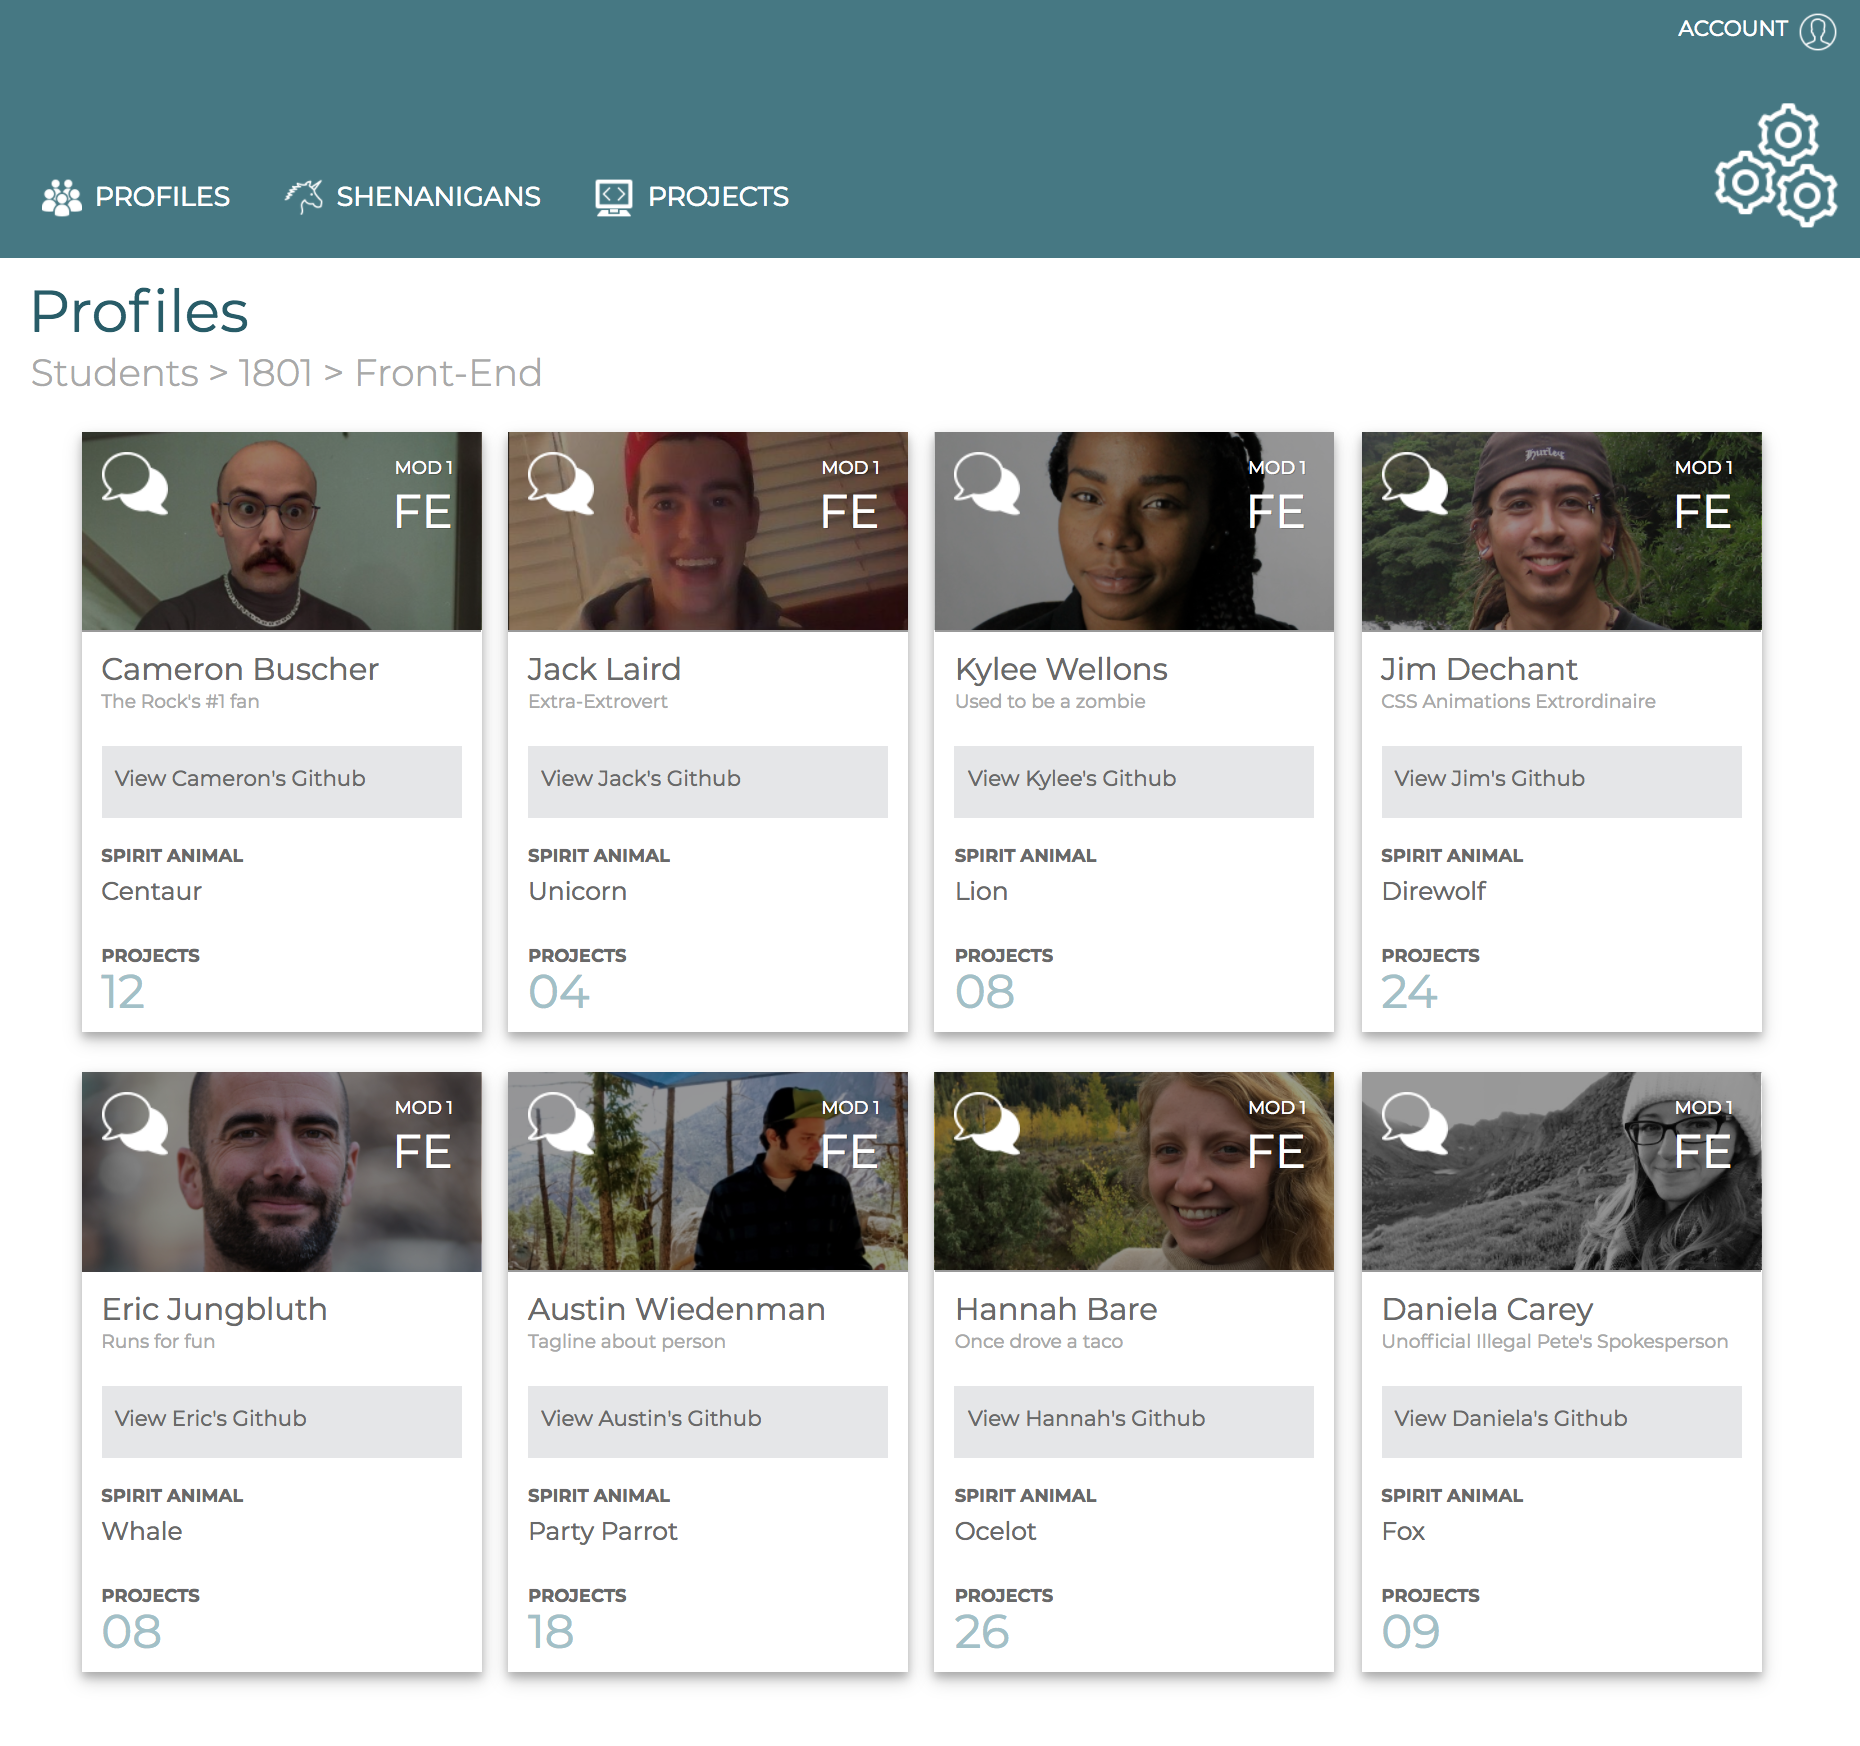 ACCOUNT
PROFILES SHENANIGANS PROJECTS
Profiles
Students > 1801 > Front-End
MOD 1
FE
Cameron Buscher
The Rock's #1 fan
View Cameron's Github
SPIRIT ANIMAL
Centaur
PROJECTS
12
MOD 1
FE
Jack Laird
Extra-Extrovert
View Jack's Github
SPIRIT ANIMAL
Unicorn
PROJECTS
04
MOD 1
FE
Kylee Wellons
Used to be a zombie
View Kylee's Github
SPIRIT ANIMAL
Lion
PROJECTS
08
Hurley
MOD 1
FE
Jim Dechant
CSS Animations Extrordinaire
View Jim's Github
SPIRIT ANIMAL
Direwolf
PROJECTS
24
MOD 1
FE
Eric Jungbluth
Runs for fun
View Eric's Github
SPIRIT ANIMAL
Whale
PROJECTS
08
MOD 1
FE
Austin Wiedenman
Tagline about person
View Austin's Github
SPIRIT ANIMAL
Party Parrot
PROJECTS
18
MOD 1
FE
Hannah Bare
Once drove a taco
View Hannah's Github
SPIRIT ANIMAL
Ocelot
PROJECTS
26
MOD 1
FE
Daniela Carey
Unofficial Illegal Pete's Spokesperson
View Daniela's Github
SPIRIT ANIMAL
Fox
PROJECTS
09